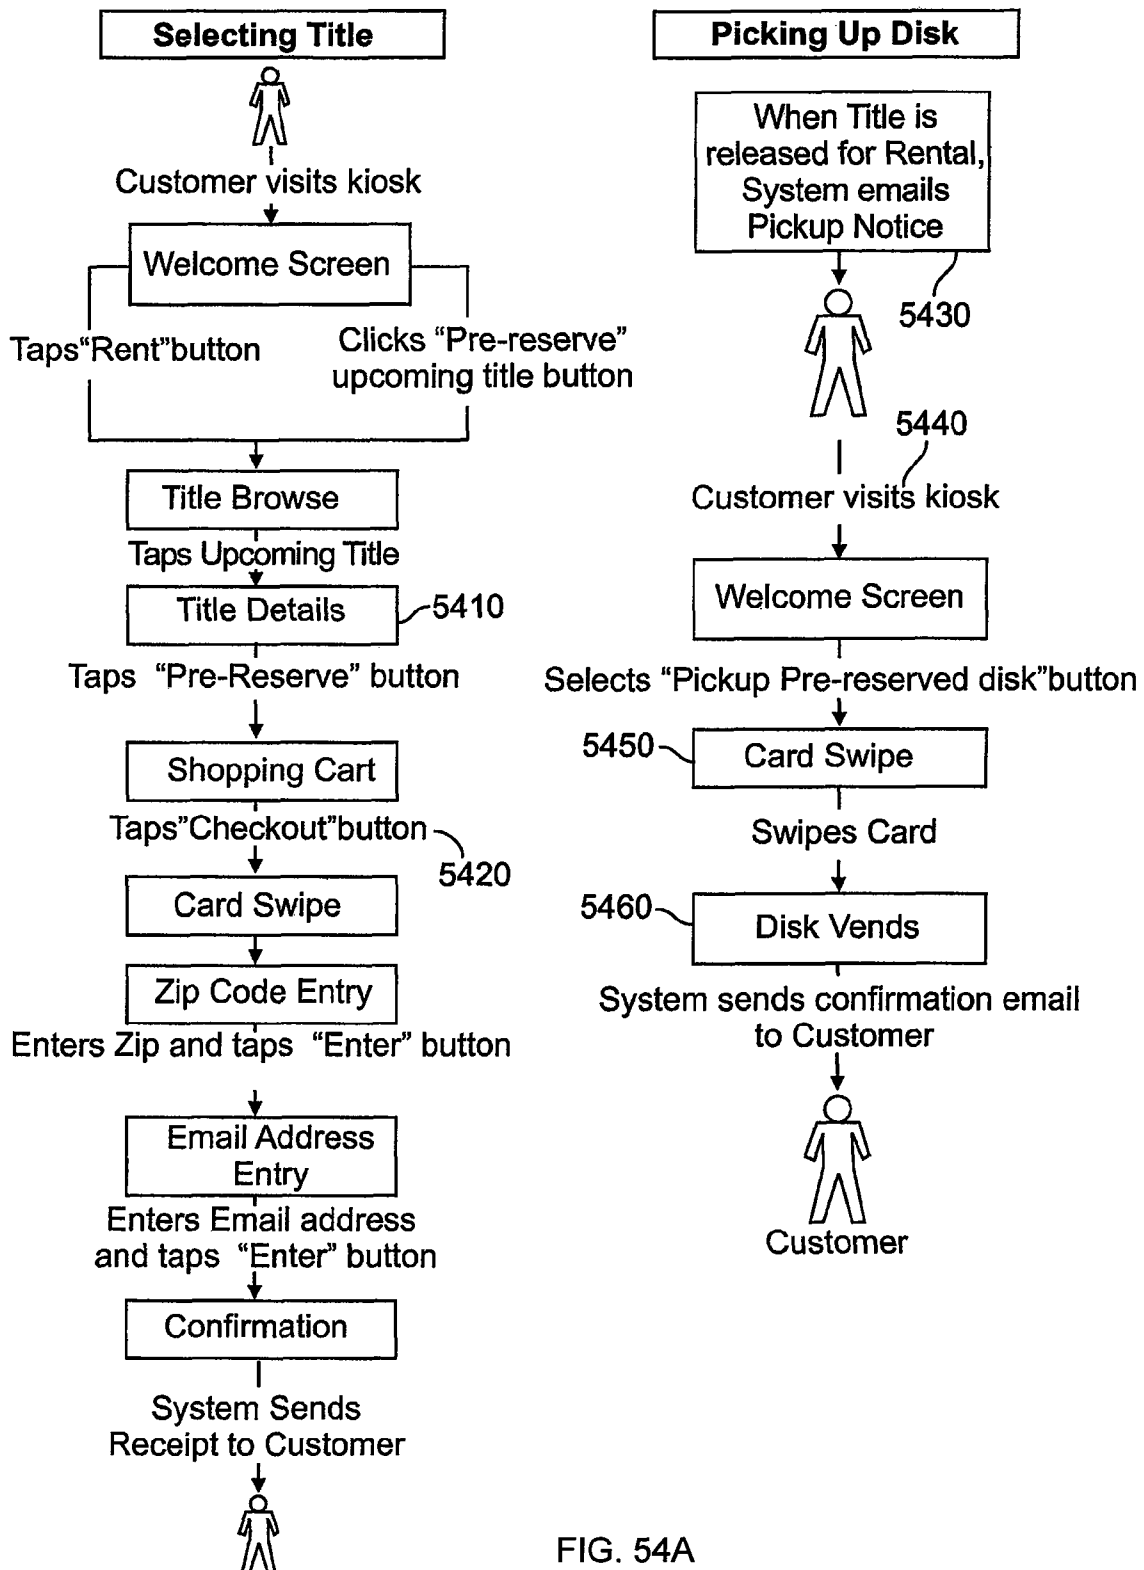 Selecting Title
Customer visits kiosk
Welcome Screen
Taps“Rent”button
Clicks “Pre-reserve”
upcoming title button
Title Browse
Taps Upcoming Title
Title Details
5410
Taps “Pre-Reserve” button
Shopping Cart
Taps”Checkout”button
5420
Card Swipe
Zip Code Entry
Enters Zip and taps “Enter” button
Email Address
Entry
Enters Email address
and taps “Enter” button
Confirmation
System Sends
Receipt to Customer
Picking Up Disk
When Title is
released for Rental,
System emails
Pickup Notice
5430
5440
Customer visits kiosk
Welcome Screen
Selects “Pickup Pre-reserved disk”button
5450
Card Swipe
Swipes Card
5460
Disk Vends
System sends confirmation email
to Customer
Customer
FIG. 54A